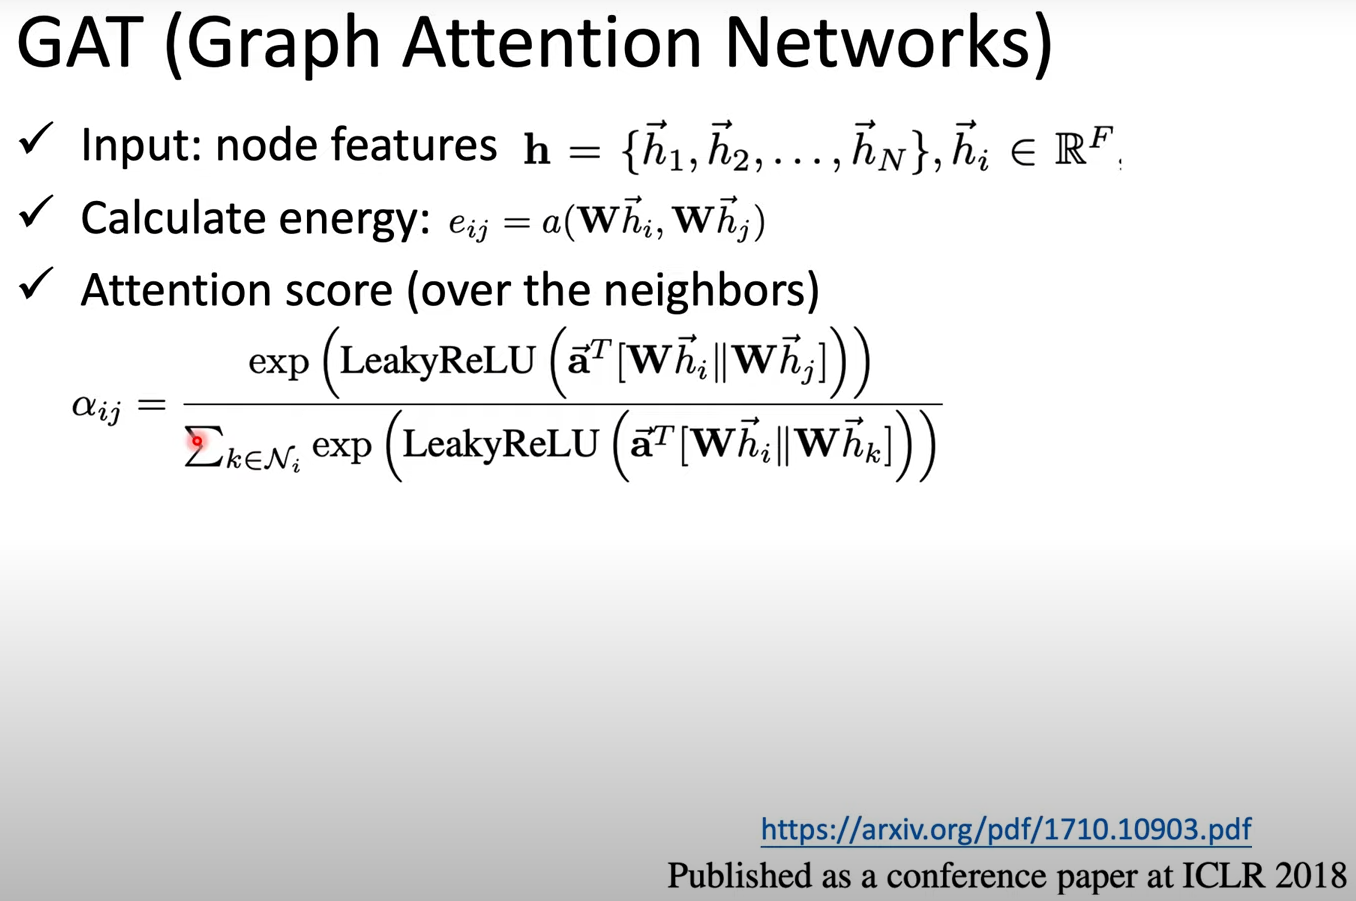 GAT (Graph Attention Networks)
✓ Input: node features $\mathbf{h} = \{\vec{h}_1, \vec{h}_2, \ldots, \vec{h}_N\}, \vec{h}_i \in \mathbb{R}^F$
✓ Calculate energy: $e_{ij} = a(\mathbf{W}\vec{h}_i, \mathbf{W}\vec{h}_j)$
✓ Attention score (over the neighbors)
$\alpha_{ij} = \frac{\exp\left(\text{LeakyReLU}\left(\vec{\mathbf{a}}^T[\mathbf{W}\vec{h}_i \| \mathbf{W}\vec{h}_j]\right)\right)}{\sum_{k \in \mathcal{N}_i} \exp\left(\text{LeakyReLU}\left(\vec{\mathbf{a}}^T[\mathbf{W}\vec{h}_i \| \mathbf{W}\vec{h}_k]\right)\right)}$
https://arxiv.org/pdf/1710.10903.pdf
Published as a conference paper at ICLR 2018